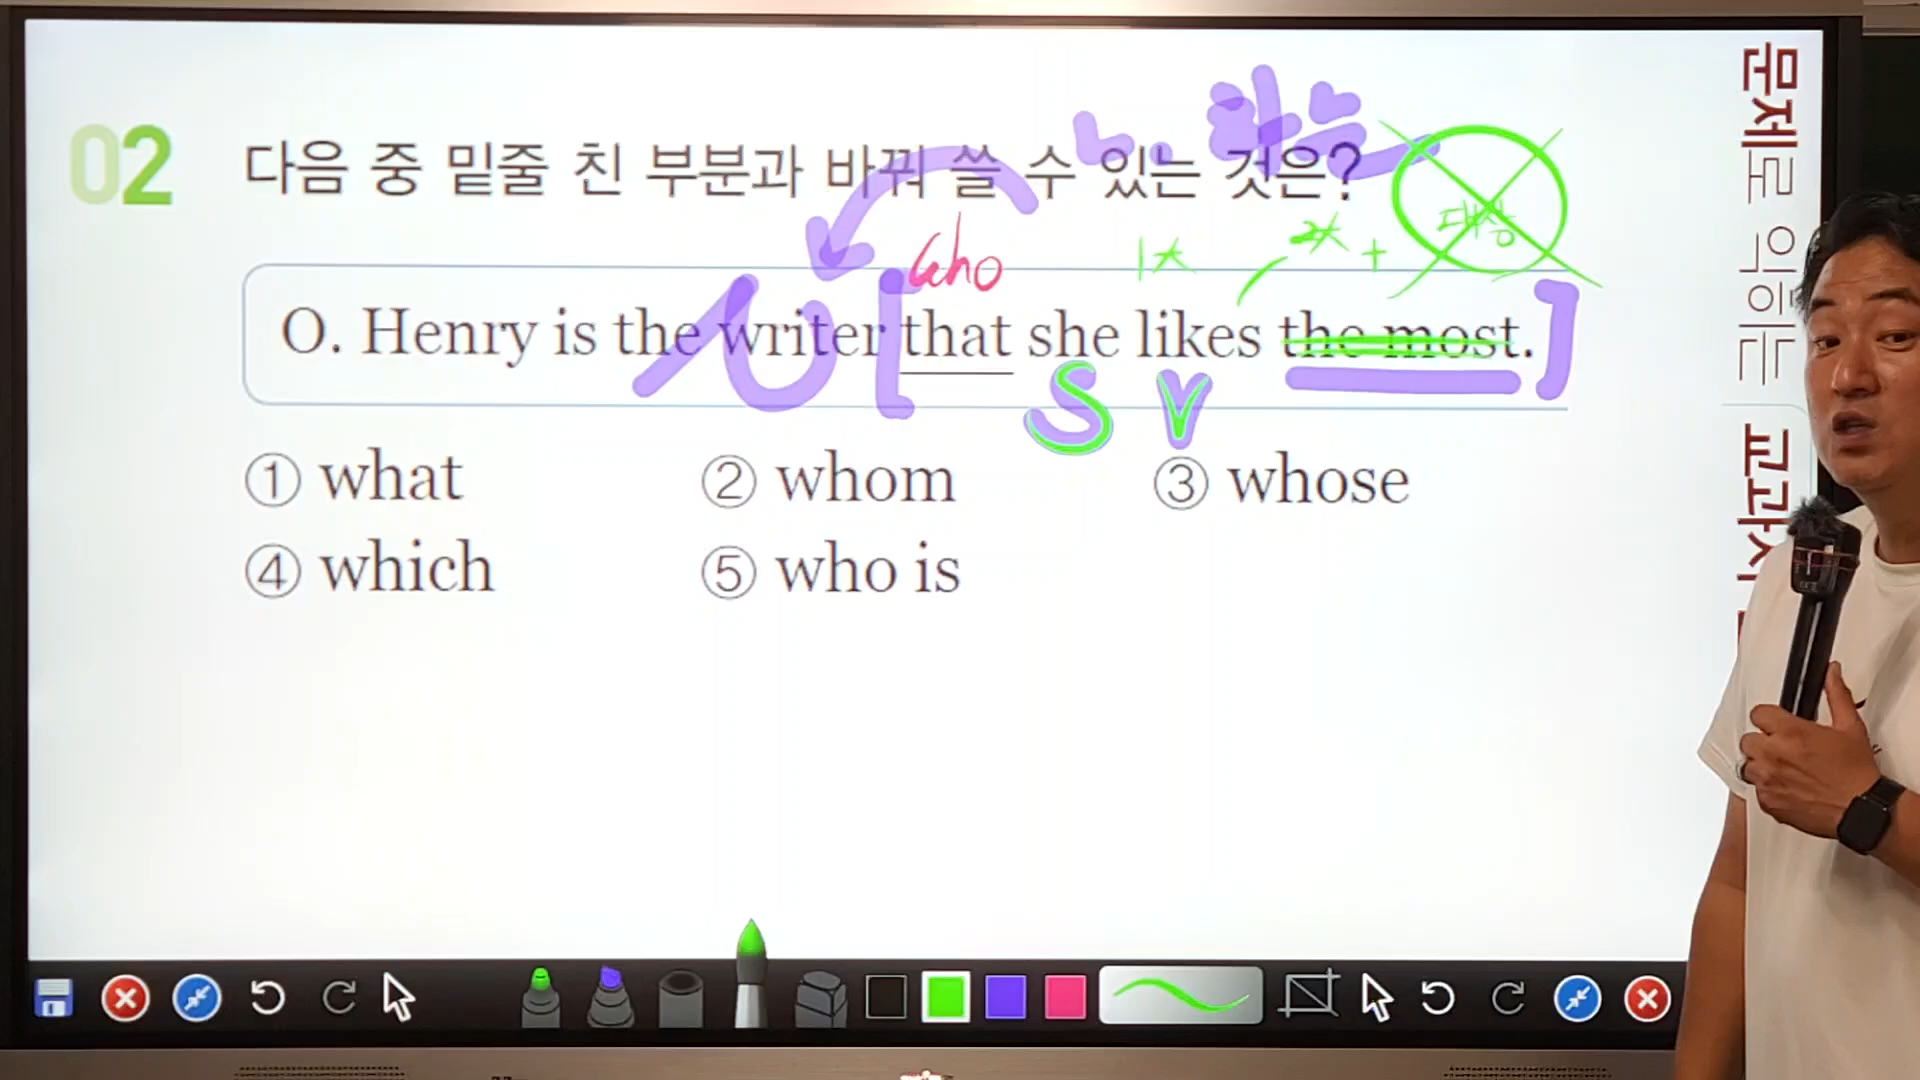 02 다음 중 밑줄 친 부분과 바꿔 쓸 수 있는 것은?
who
대상
O. Henry is the writer that she likes the most.
S V
① what ② whom ③ whose
④ which ⑤ who is
문제로 익히는